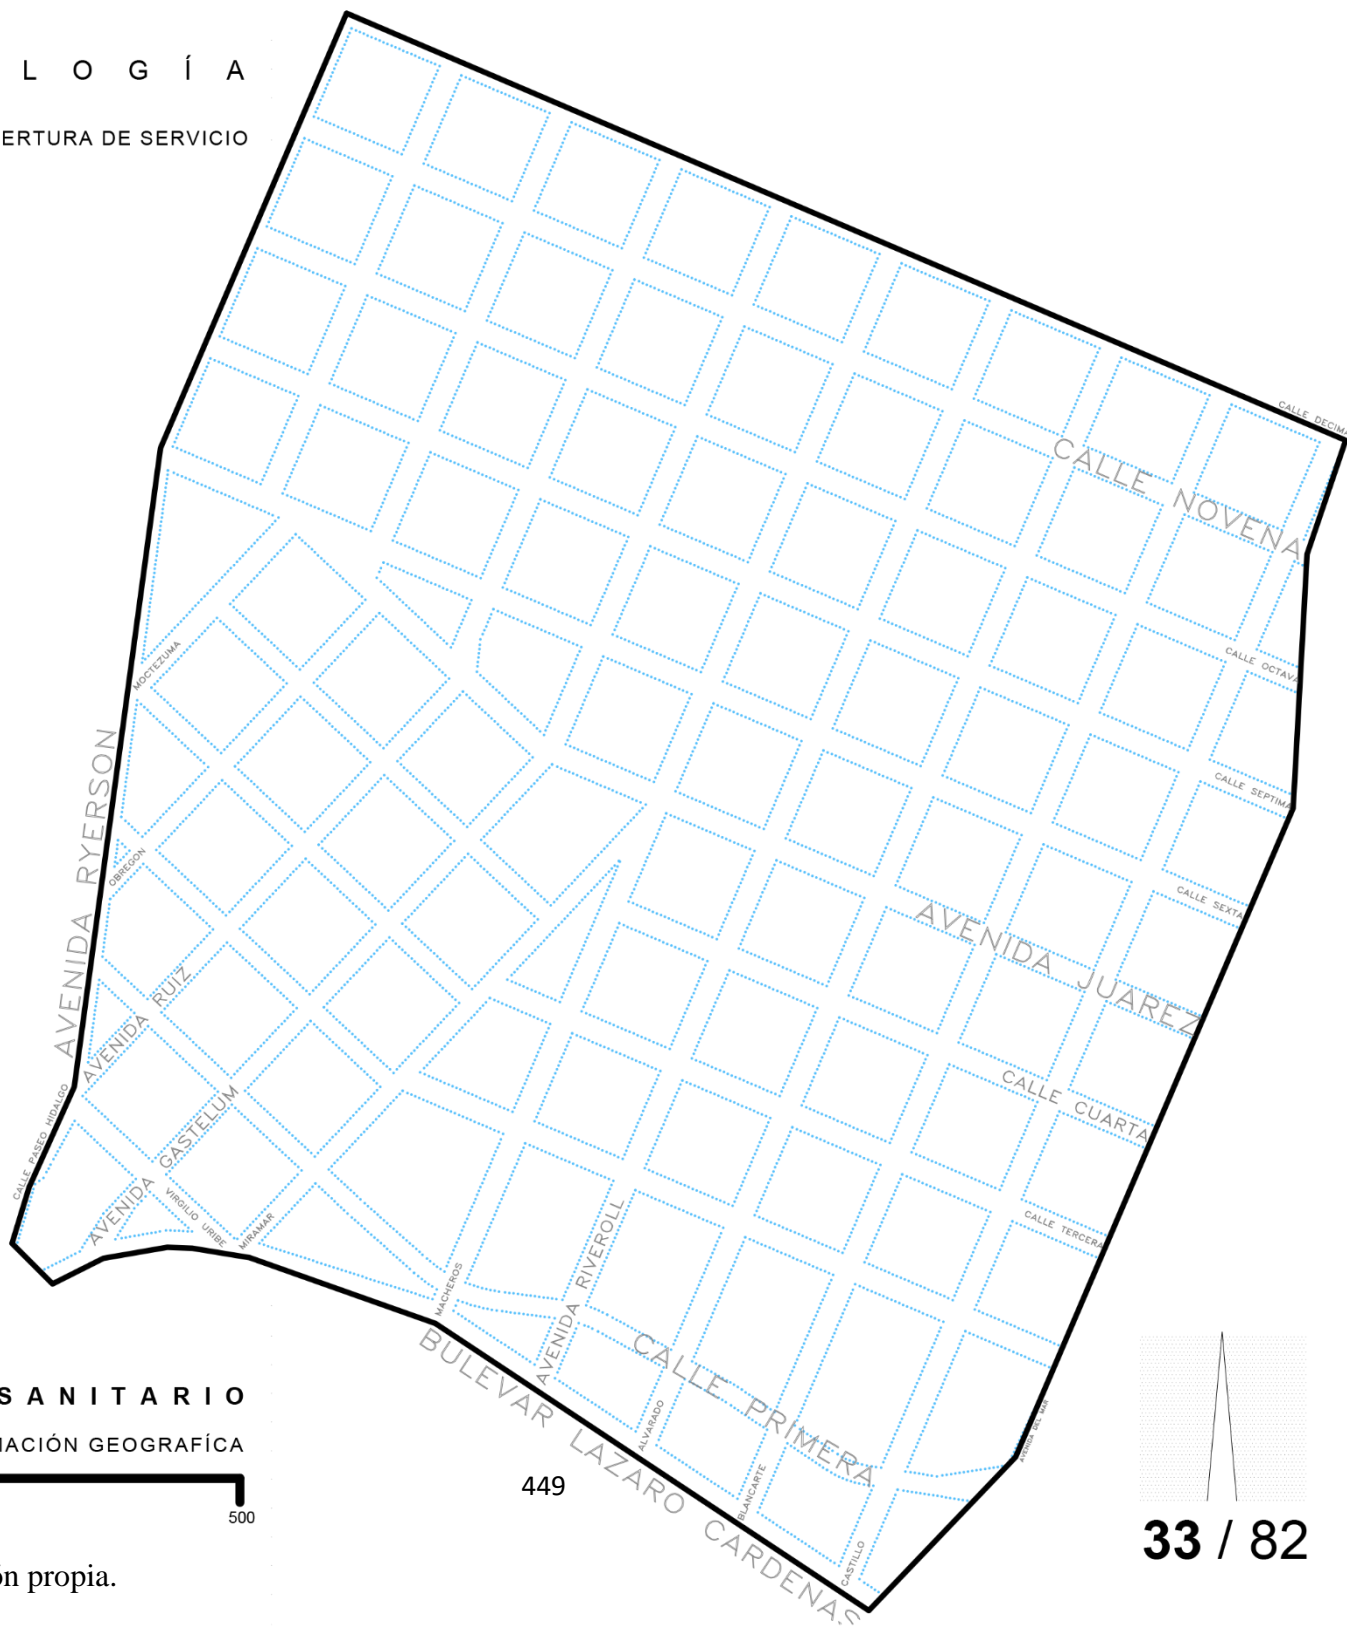 L O G Í A
ERTURA DE SERVICIO
CALLE DECIMA
CALLE NOVENA
CALLE OCTAVA
MOCTEZUMA
CALLE SEPTIMA
AVENIDA RYERSON
OBREGON
CALLE SEXTA
AVENIDA JUAREZ
AVENIDA RUIZ
CALLE CUARTA
CALLE PASEO HIDALGO
AVENIDA GASTELUM
VIRGILIO URIBE
MIRAMAR
CALLE TERCERA
MACHEROS
AVENIDA RIVEROLL
CALLE PRIMERA
BULEVAR LAZARO CARDENAS
ALVARADO
BLANCARTE
CASTILLO
AVENIDA DEL MAR
SANITARIO
MACIÓN GEOGRAFÍCA
500
449
33 / 82
ón propia.